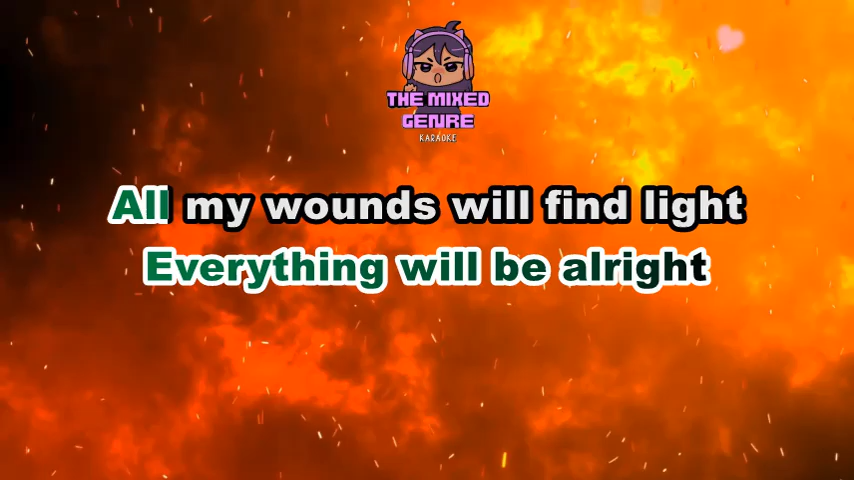 THE MIXED
GENRE
KARAOKE
All my wounds will find light
Everything will be alright